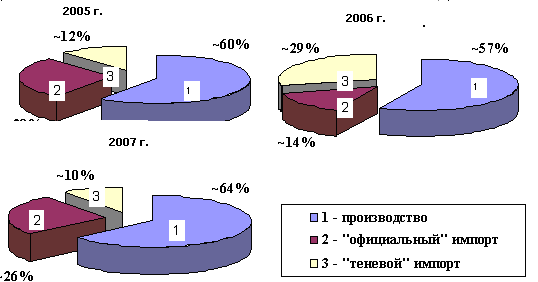 2005 г.
~12%
~60%
3
2
1
2006 г.
~29%
~57%
3
2
1
~14%
2007 г.
~10%
~64%
3
2
1
~26%
1 - производство
2 - "официальный" импорт
3 - "теневой" импорт